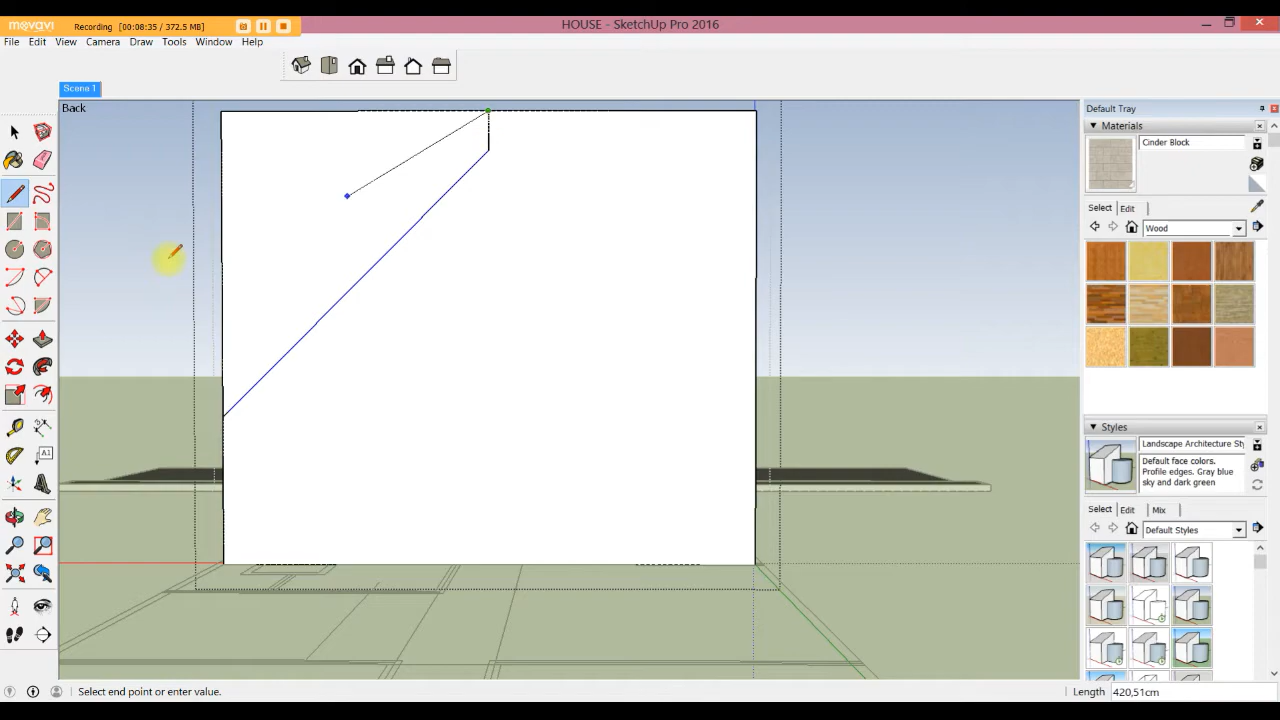 movavi
Recording [00:08:35 / 372.5 MB]
HOUSE - SketchUp Pro 2016
File Edit View Camera Draw Tools Window Help
Scene 1
Back
Default Tray
Materials
Cinder Block
Select Edit
Wood
Styles
Landscape Architecture Sty
Default face colors.
Profile edges. Gray blue
sky and dark green
Select Edit Mix
Default Styles
A1
Select end point or enter value.
Length 420,51cm